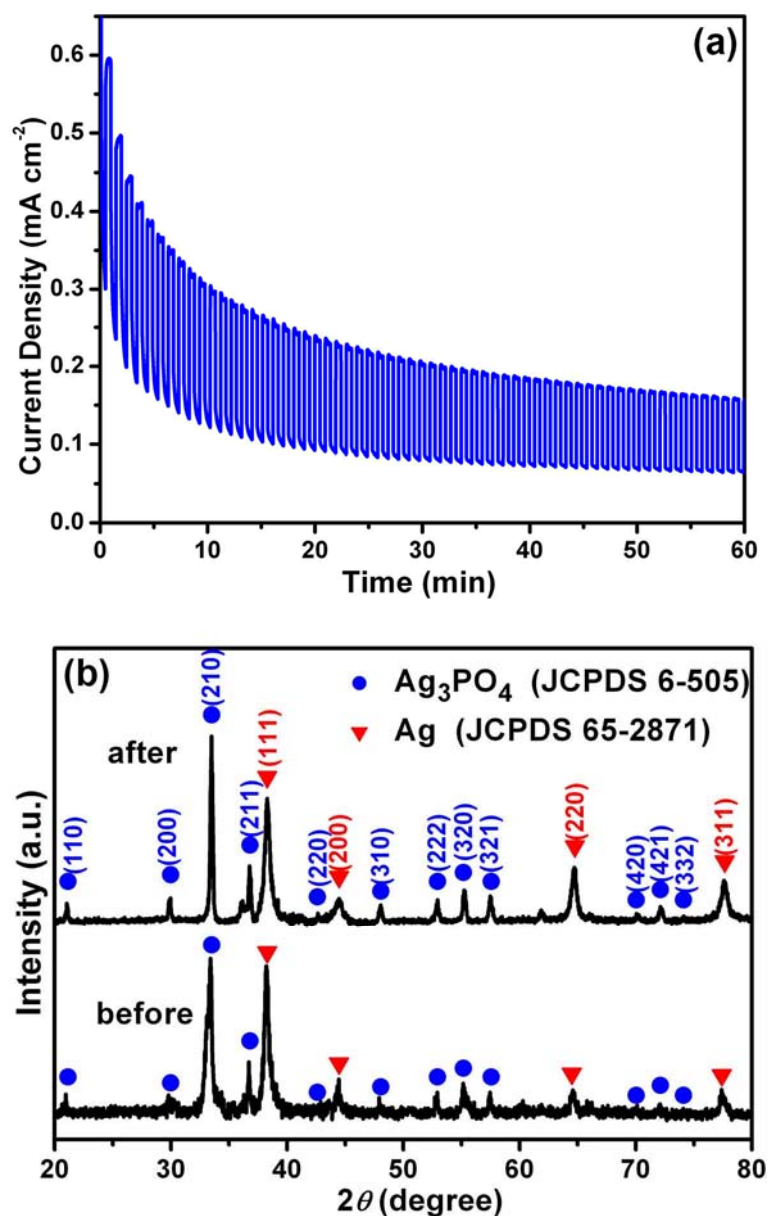 (a)
Current Density (mA cm⁻²)
0.6
0.5
0.4
0.3
0.2
0.1
0.0
0 10 20 30 40 50 60
Time (min)
(b)
Ag₃PO₄ (JCPDS 6-505)
Ag (JCPDS 65-2871)
after
(110)
(200)
(210)
(211)
(111)
(220)
(200)
(310)
(222)
(320)
(321)
(220)
(420)
(421)
(332)
(311)
before
Intensity (a.u.)
20 30 40 50 60 70 80
2θ (degree)